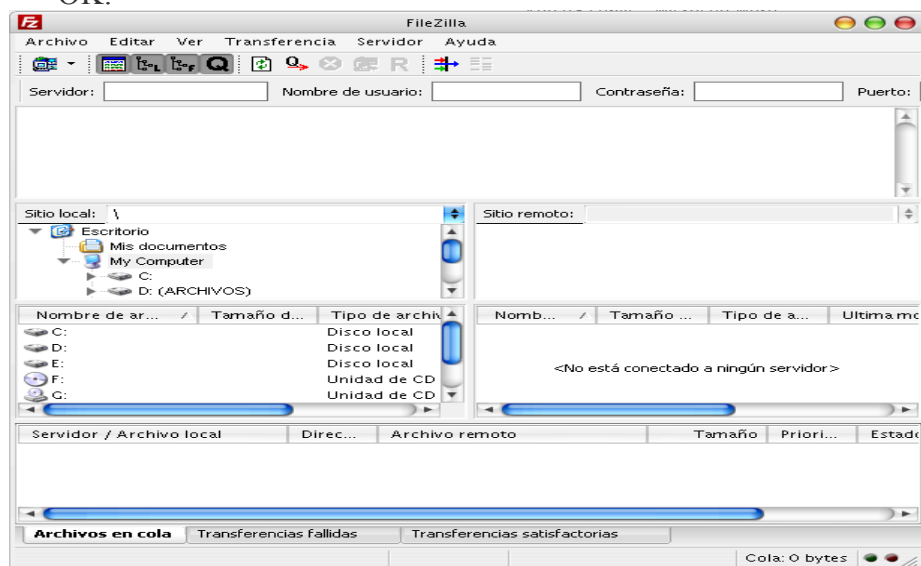 OK.
FileZilla
Archivo Editar Ver Transferencia Servidor Ayuda
Servidor: Nombre de usuario: Contraseña: Puerto:
Sitio local: \ Sitio remoto:
Escritorio
Mis documentos
My Computer
C:
D: (ARCHIVOS)
Nombre de ar... / Tamaño d... Tipo de archiv Nomb... / Tamaño ... Tipo de a... Ultima mo
C: Disco local
D: Disco local
E: Disco local
F: Unidad de CD
G: Unidad de CD
<No está conectado a ningún servidor>
Servidor / Archivo local Direc... Archivo remoto Tamaño Priori... Estado
Archivos en cola Transferencias fallidas Transferencias satisfactorias
Cola: 0 bytes